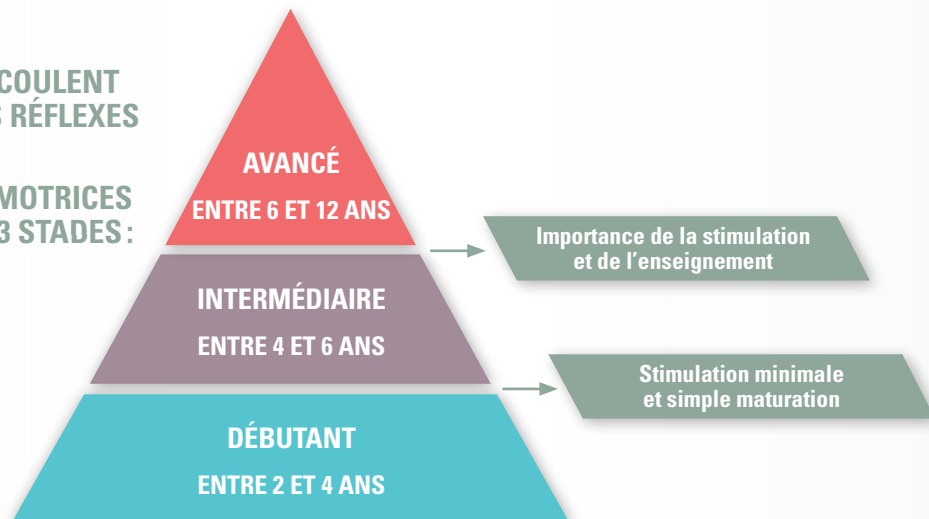 COULENT
RÉFLEXES
MOTRICES
3 STADES :
AVANCÉ
ENTRE 6 ET 12 ANS
Importance de la stimulation
et de l'enseignement
INTERMÉDIAIRE
ENTRE 4 ET 6 ANS
Stimulation minimale
et simple maturation
DÉBUTANT
ENTRE 2 ET 4 ANS